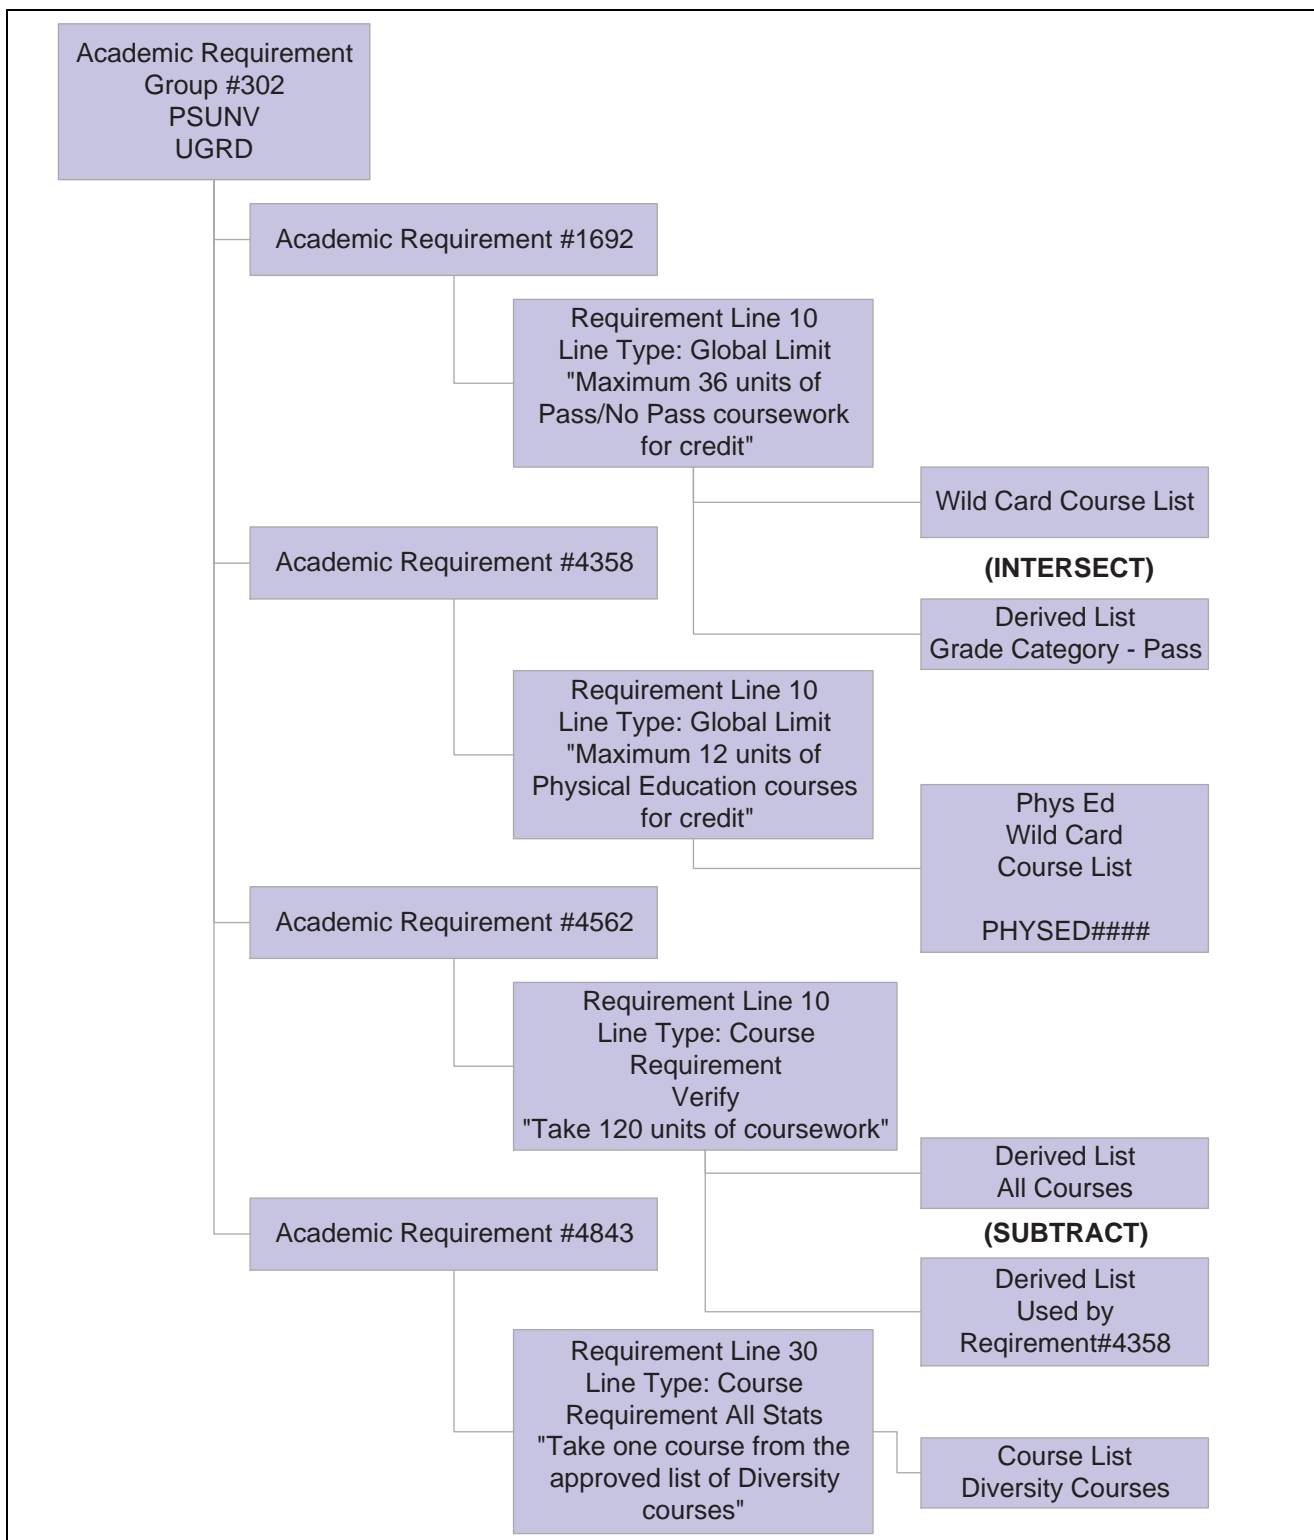 Academic Requirement
Group #302
PSUNV
UGRD
Academic Requirement #1692
Requirement Line 10
Line Type: Global Limit
"Maximum 36 units of
Pass/No Pass coursework
for credit"
Wild Card Course List
(INTERSECT)
Derived List
Grade Category - Pass
Academic Requirement #4358
Requirement Line 10
Line Type: Global Limit
"Maximum 12 units of
Physical Education courses
for credit"
Phys Ed
Wild Card
Course List
PHYSED####
Academic Requirement #4562
Requirement Line 10
Line Type: Course
Requirement
Verify
"Take 120 units of coursework"
Derived List
All Courses
(SUBTRACT)
Derived List
Used by
Reqirement#4358
Academic Requirement #4843
Requirement Line 30
Line Type: Course
Requirement All Stats
"Take one course from the
approved list of Diversity
courses"
Course List
Diversity Courses